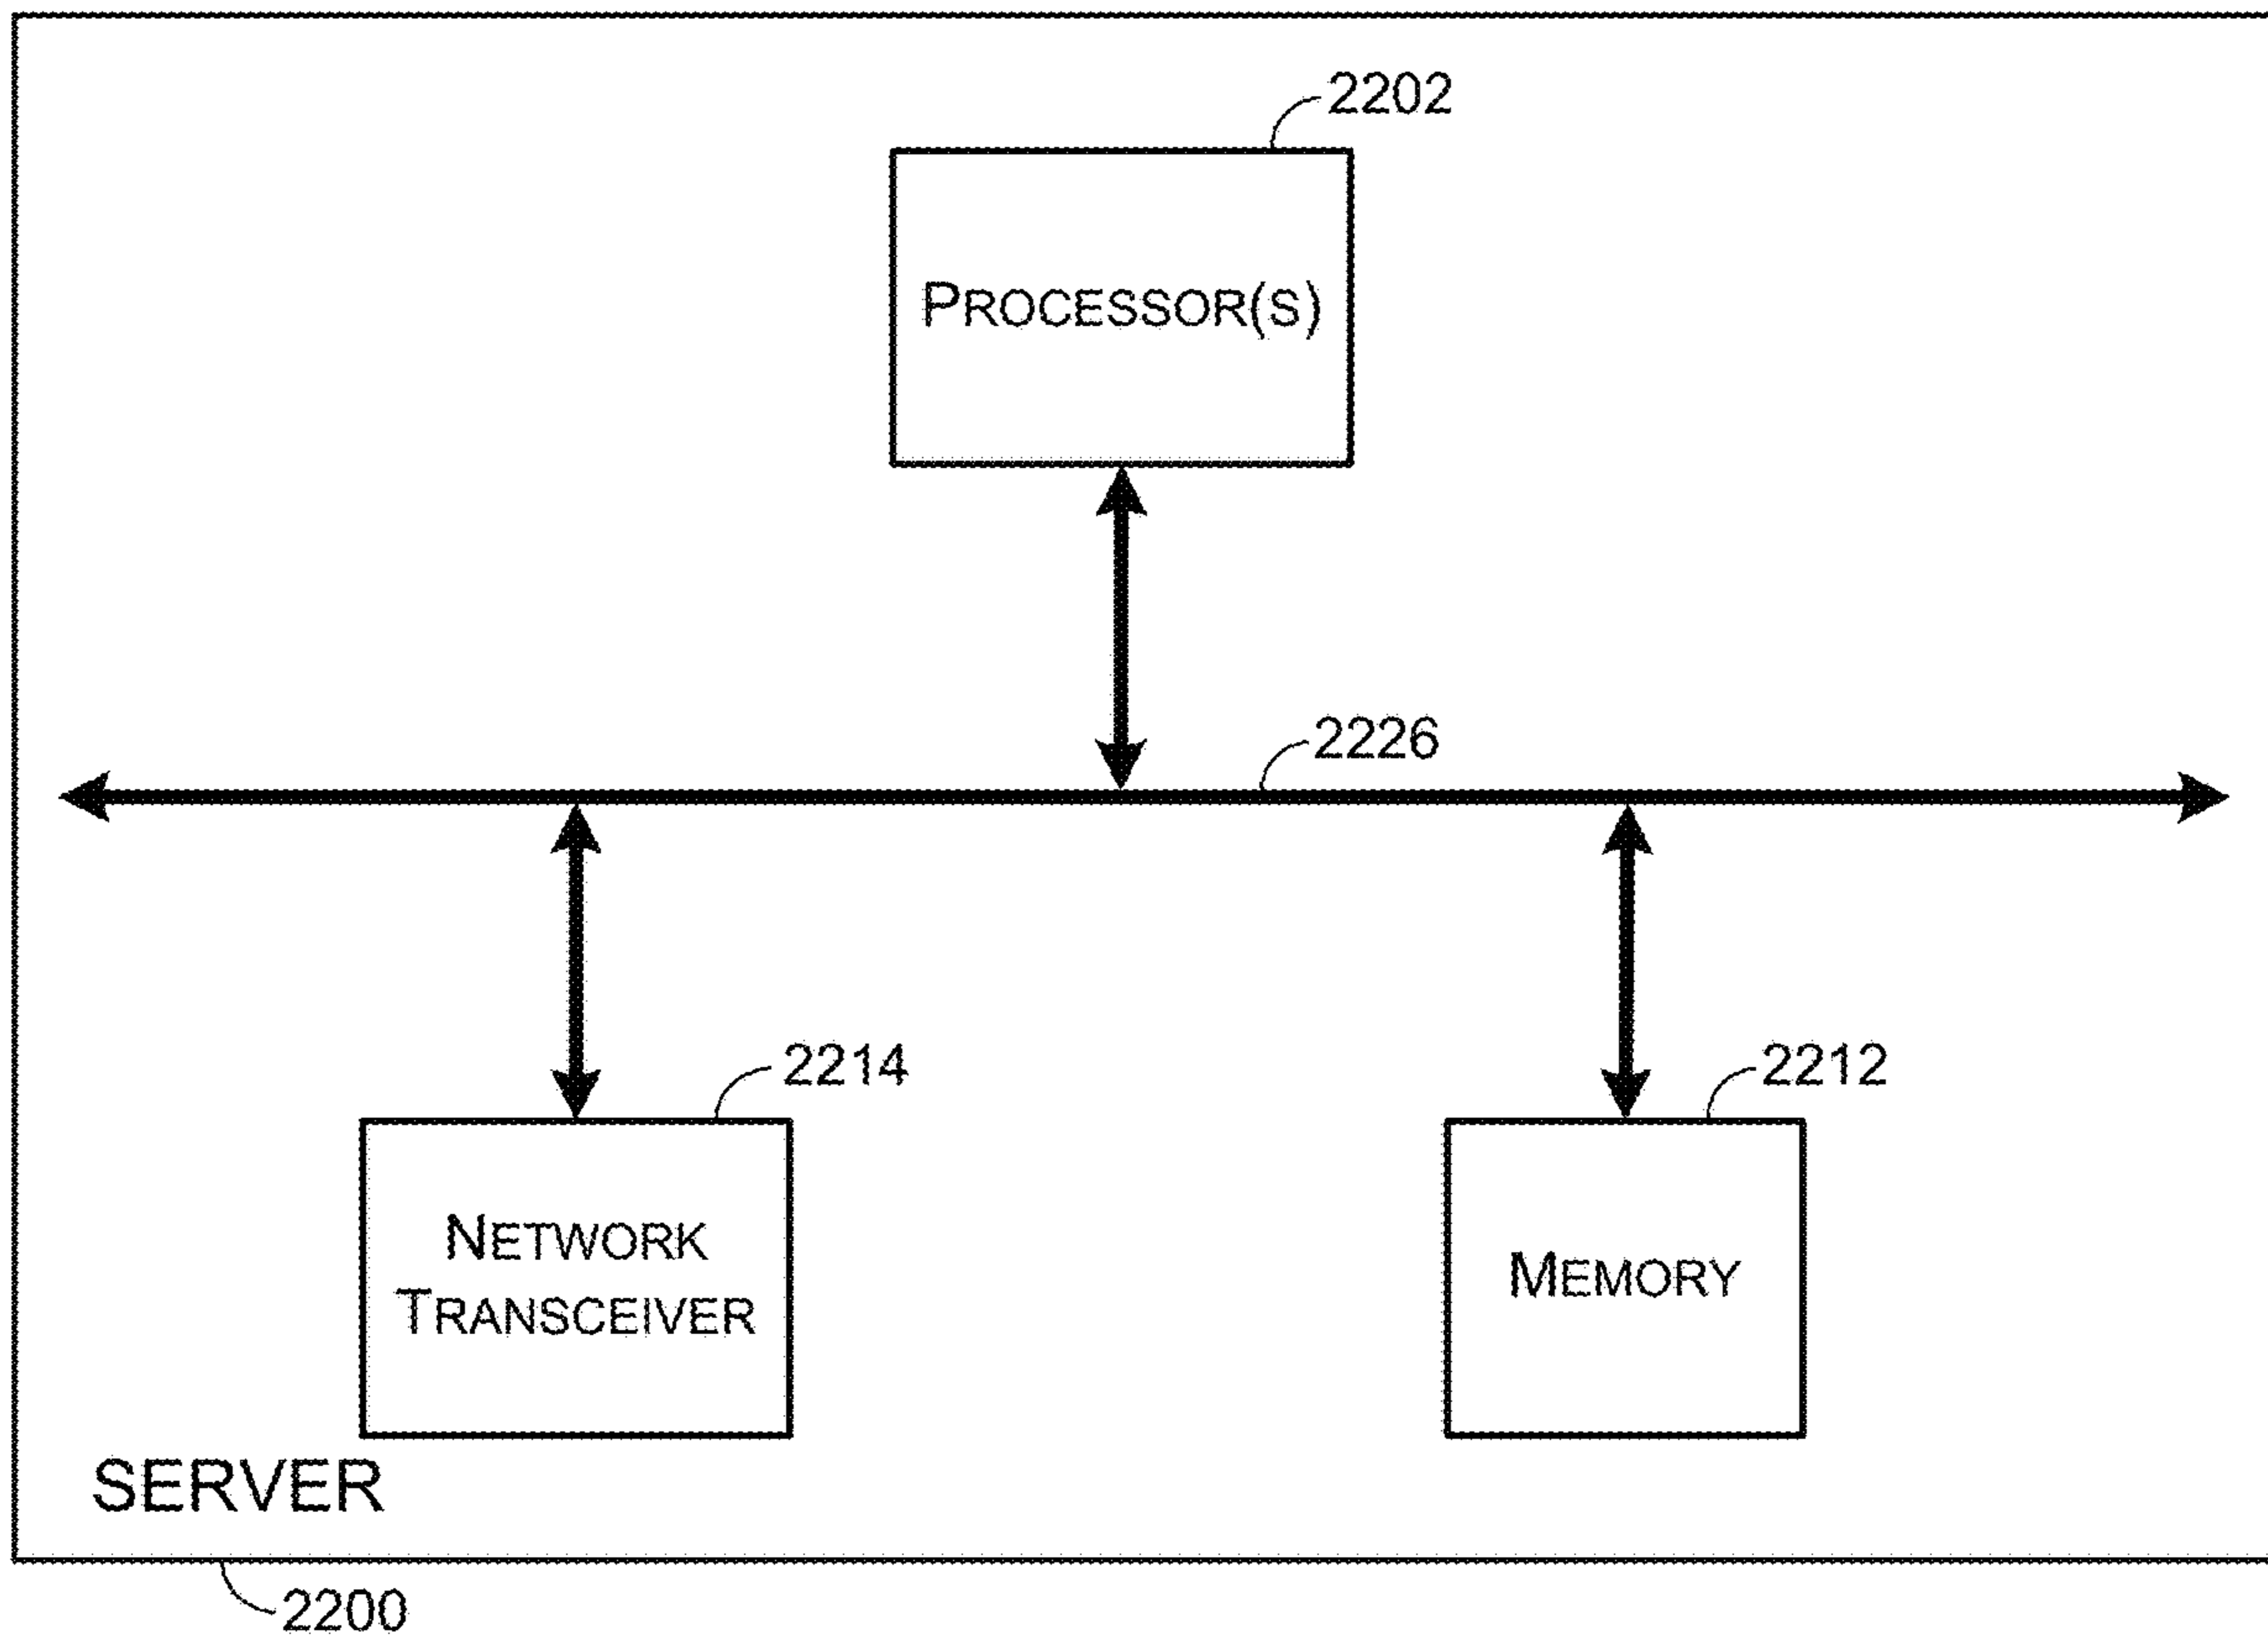 2202
PROCESSOR(S)
2226
2214
2212
NETWORK
TRANSCEIVER
MEMORY
SERVER
2200